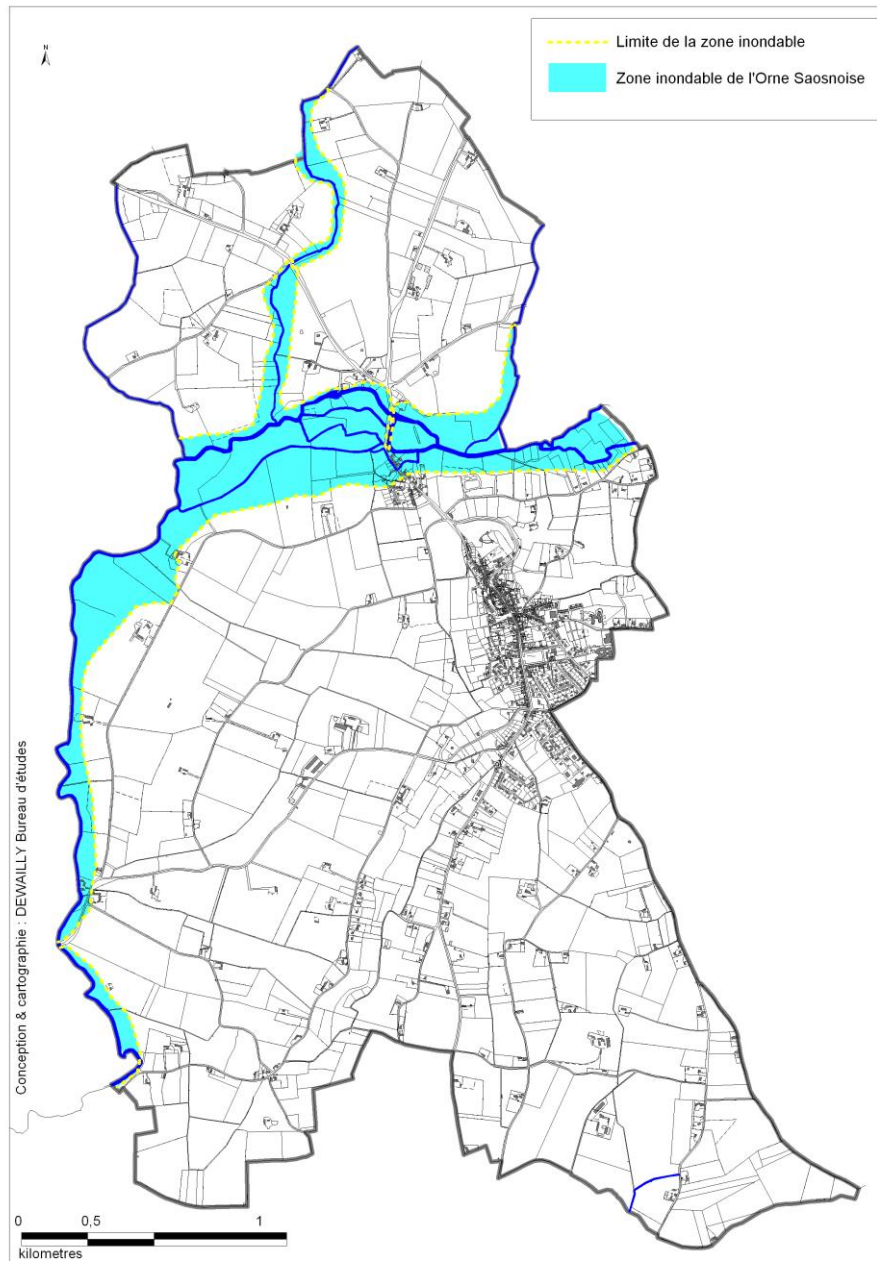 N
Limite de la zone inondable
Zone inondable de l'Orne Saosnoise
Conception & cartographie : DEWAILLY Bureau d'études
0 0,5 1
kilometres